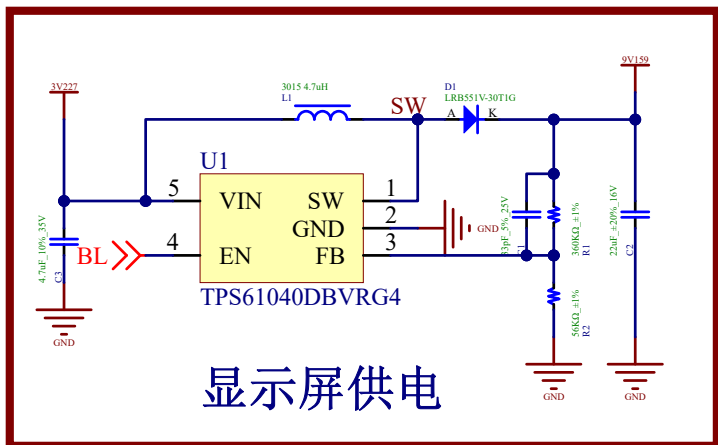 3V227
9V159
3015 4.7uH
L1
SW
D1
LRB551V-30T1G
A
K
U1
5
VIN
SW
1
GND
2
GND
4
EN
FB
3
BL
TPS61040DBVRG4
4.7uF_10%_35V
C3
33pF_5%_25V
C1
360KΩ_±1%
R1
22uF_±20%_16V
C2
56KΩ_±1%
R2
GND
GND
GND
显示屏供电